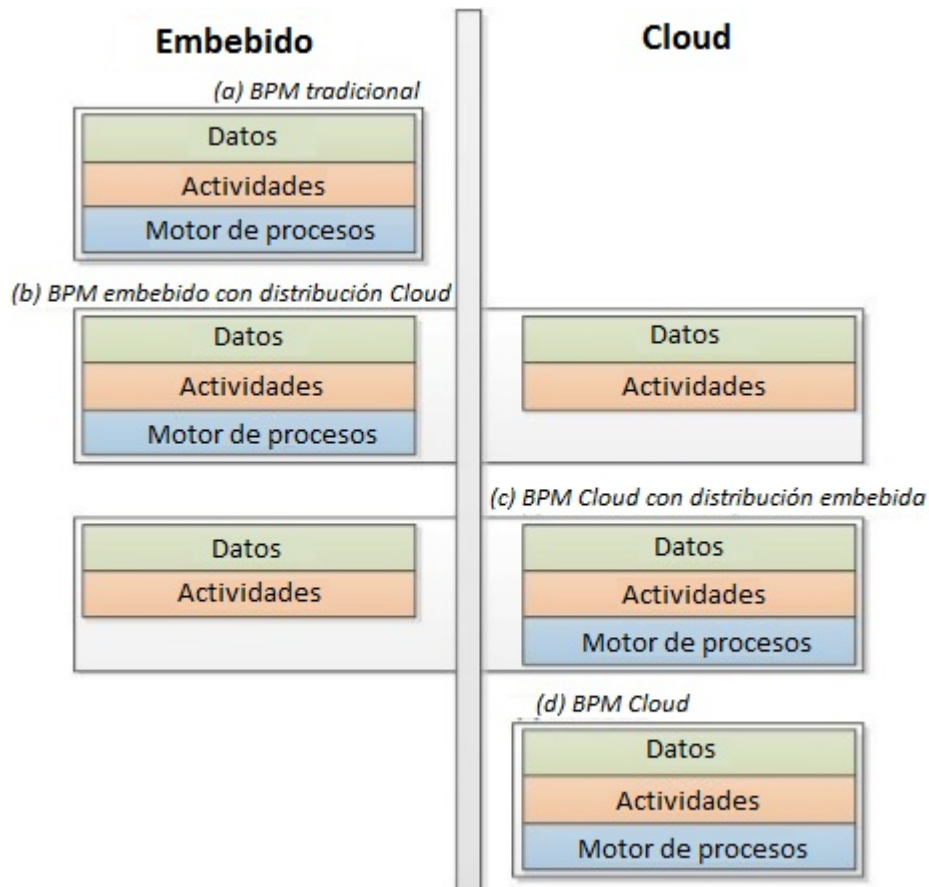 Embebido
Cloud
(a) BPM tradicional
Datos
Actividades
Motor de procesos
(b) BPM embebido con distribución Cloud
Datos
Actividades
Motor de procesos
Datos
Actividades
(c) BPM Cloud con distribución embebida
Datos
Actividades
Datos
Actividades
Motor de procesos
(d) BPM Cloud
Datos
Actividades
Motor de procesos